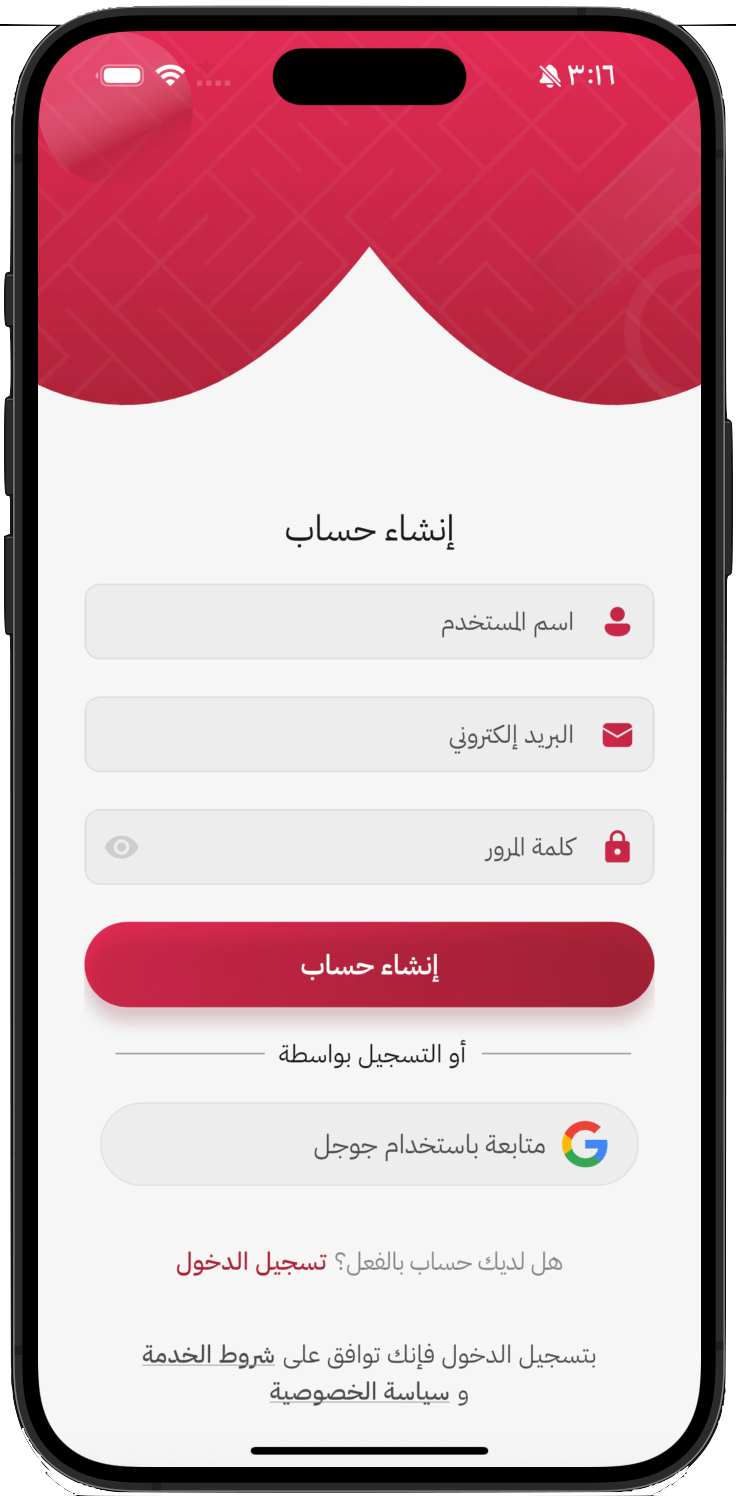 ٣:١٦
إنشاء حساب
اسم المستخدم
البريد إلكتروني
كلمة المرور
إنشاء حساب
أو التسجيل بواسطة
متابعة باستخدام جوجل
هل لديك حساب بالفعل؟ تسجيل الدخول
بتسجيل الدخول فإنك توافق على شروط الخدمة
و سياسة الخصوصية